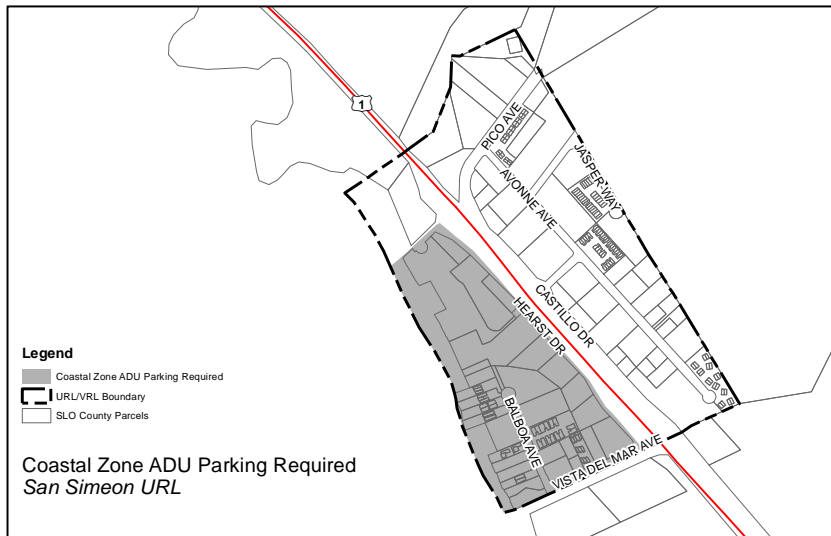 1
PICO AVE
JASPER WAY
AVONNE AVE
CASTILLO DR
HEARST DR
BALBOA AVE
VISTA DEL MAR AVE
Legend
Coastal Zone ADU Parking Required
URL/VRL Boundary
SLO County Parcels
Coastal Zone ADU Parking Required
San Simeon URL